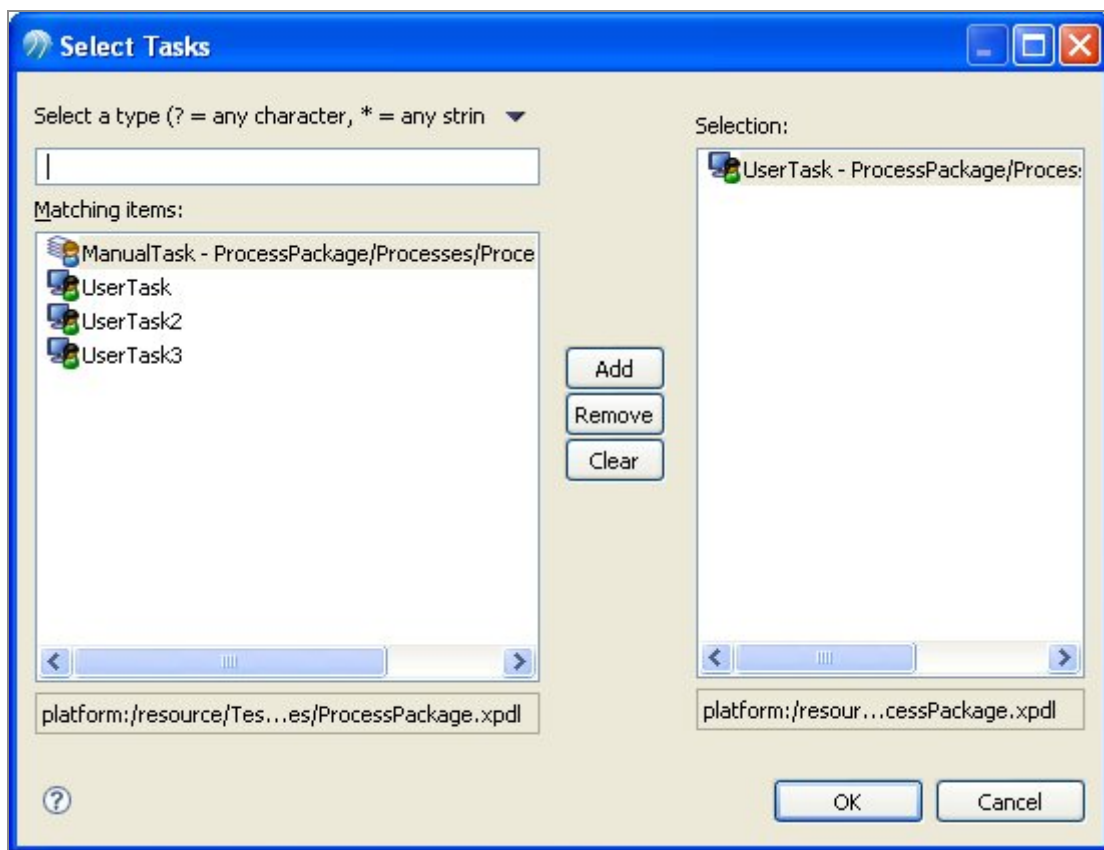 Select Tasks
Select a type (? = any character, * = any strin
Matching items:
ManualTask - ProcessPackage/Processes/Proce
UserTask
UserTask2
UserTask3
platform:/resource/Tes...es/ProcessPackage.xpdl
Add
Remove
Clear
Selection:
UserTask - ProcessPackage/Process
platform:/resour...cessPackage.xpdl
?
OK
Cancel